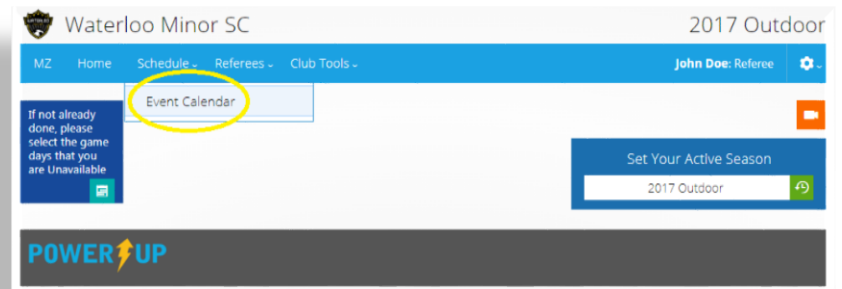 Waterloo Minor SC
2017 Outdoor
MZ Home Schedule Referees Club Tools
John Doe: Referee
Event Calendar
If not already
done, please
select the game
days that you
are Unavailable
Set Your Active Season
2017 Outdoor
POWER UP